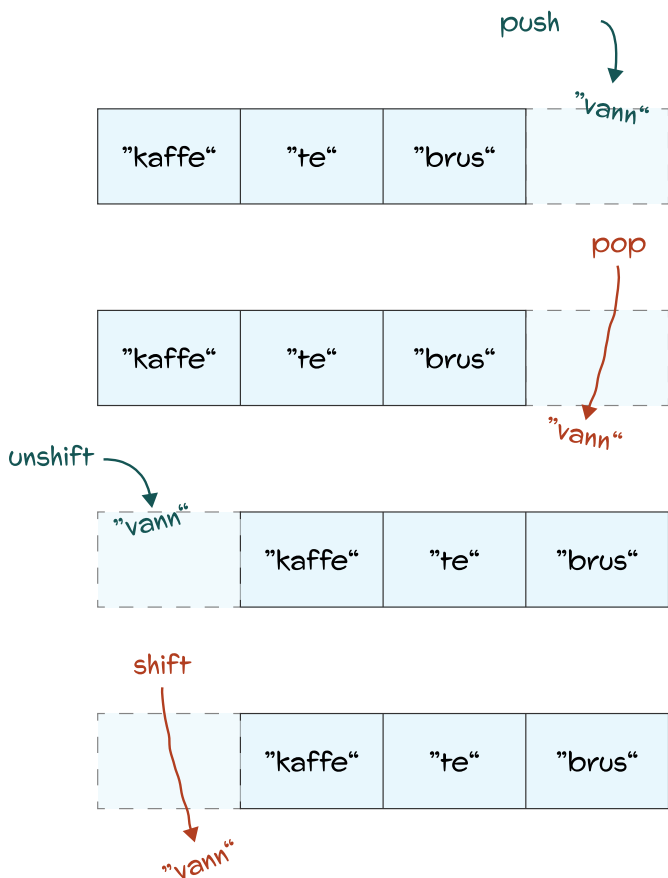 push
”vann“
”kaffe“ ”te“ ”brus“
pop
”kaffe“ ”te“ ”brus“
”vann“
unshift
”vann“
”kaffe“ ”te“ ”brus“
shift
”kaffe“ ”te“ ”brus“
”vann“